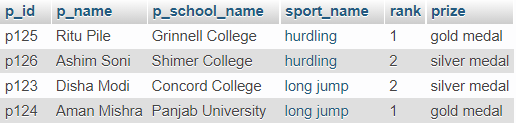 p_id p_name p_school_name sport_name rank prize
p125 Ritu Pile Grinnell College hurdling 1 gold medal
p126 Ashim Soni Shimer College hurdling 2 silver medal
p123 Disha Modi Concord College long jump 2 silver medal
p124 Aman Mishra Panjab University long jump 1 gold medal